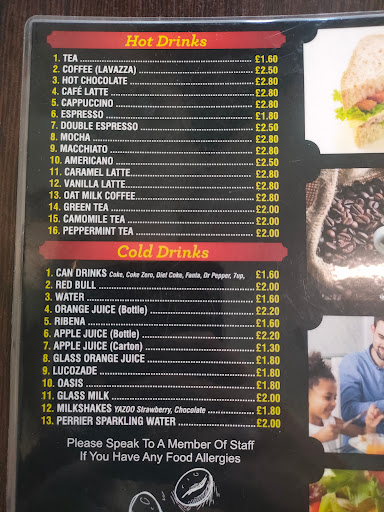 Hot Drinks
1. TEA £1.60
2. COFFEE (LAVAZZA) £2.50
3. HOT CHOCOLATE £2.80
4. CAFÉ LATTE £2.80
5. CAPPUCCINO £2.80
6. ESPRESSO £1.80
7. DOUBLE ESPRESSO £2.50
8. MOCHA £2.80
9. MACCHIATO £2.80
10. AMERICANO £2.50
11. CARAMEL LATTE £2.80
12. VANILLA LATTE £2.80
13. OAT MILK COFFEE £2.80
14. GREEN TEA £2.00
15. CAMOMILE TEA £2.00
16. PEPPERMINT TEA £2.00
Cold Drinks
1. CAN DRINKS Coke, Coke Zero, Diet Coke, Fanta, Dr Pepper, 7up, £1.60
2. RED BULL £2.00
3. WATER £1.60
4. ORANGE JUICE (Bottle) £2.20
5. RIBENA £1.60
6. APPLE JUICE (Bottle) £2.20
7. APPLE JUICE (Carton) £1.30
8. GLASS ORANGE JUICE £1.80
9. LUCOZADE £1.80
10. OASIS £1.80
11. GLASS MILK £2.00
12. MILKSHAKES YAZOO Strawberry, Chocolate £1.80
13. PERRIER SPARKLING WATER £2.00
Please Speak To A Member Of Staff
If You Have Any Food Allergies